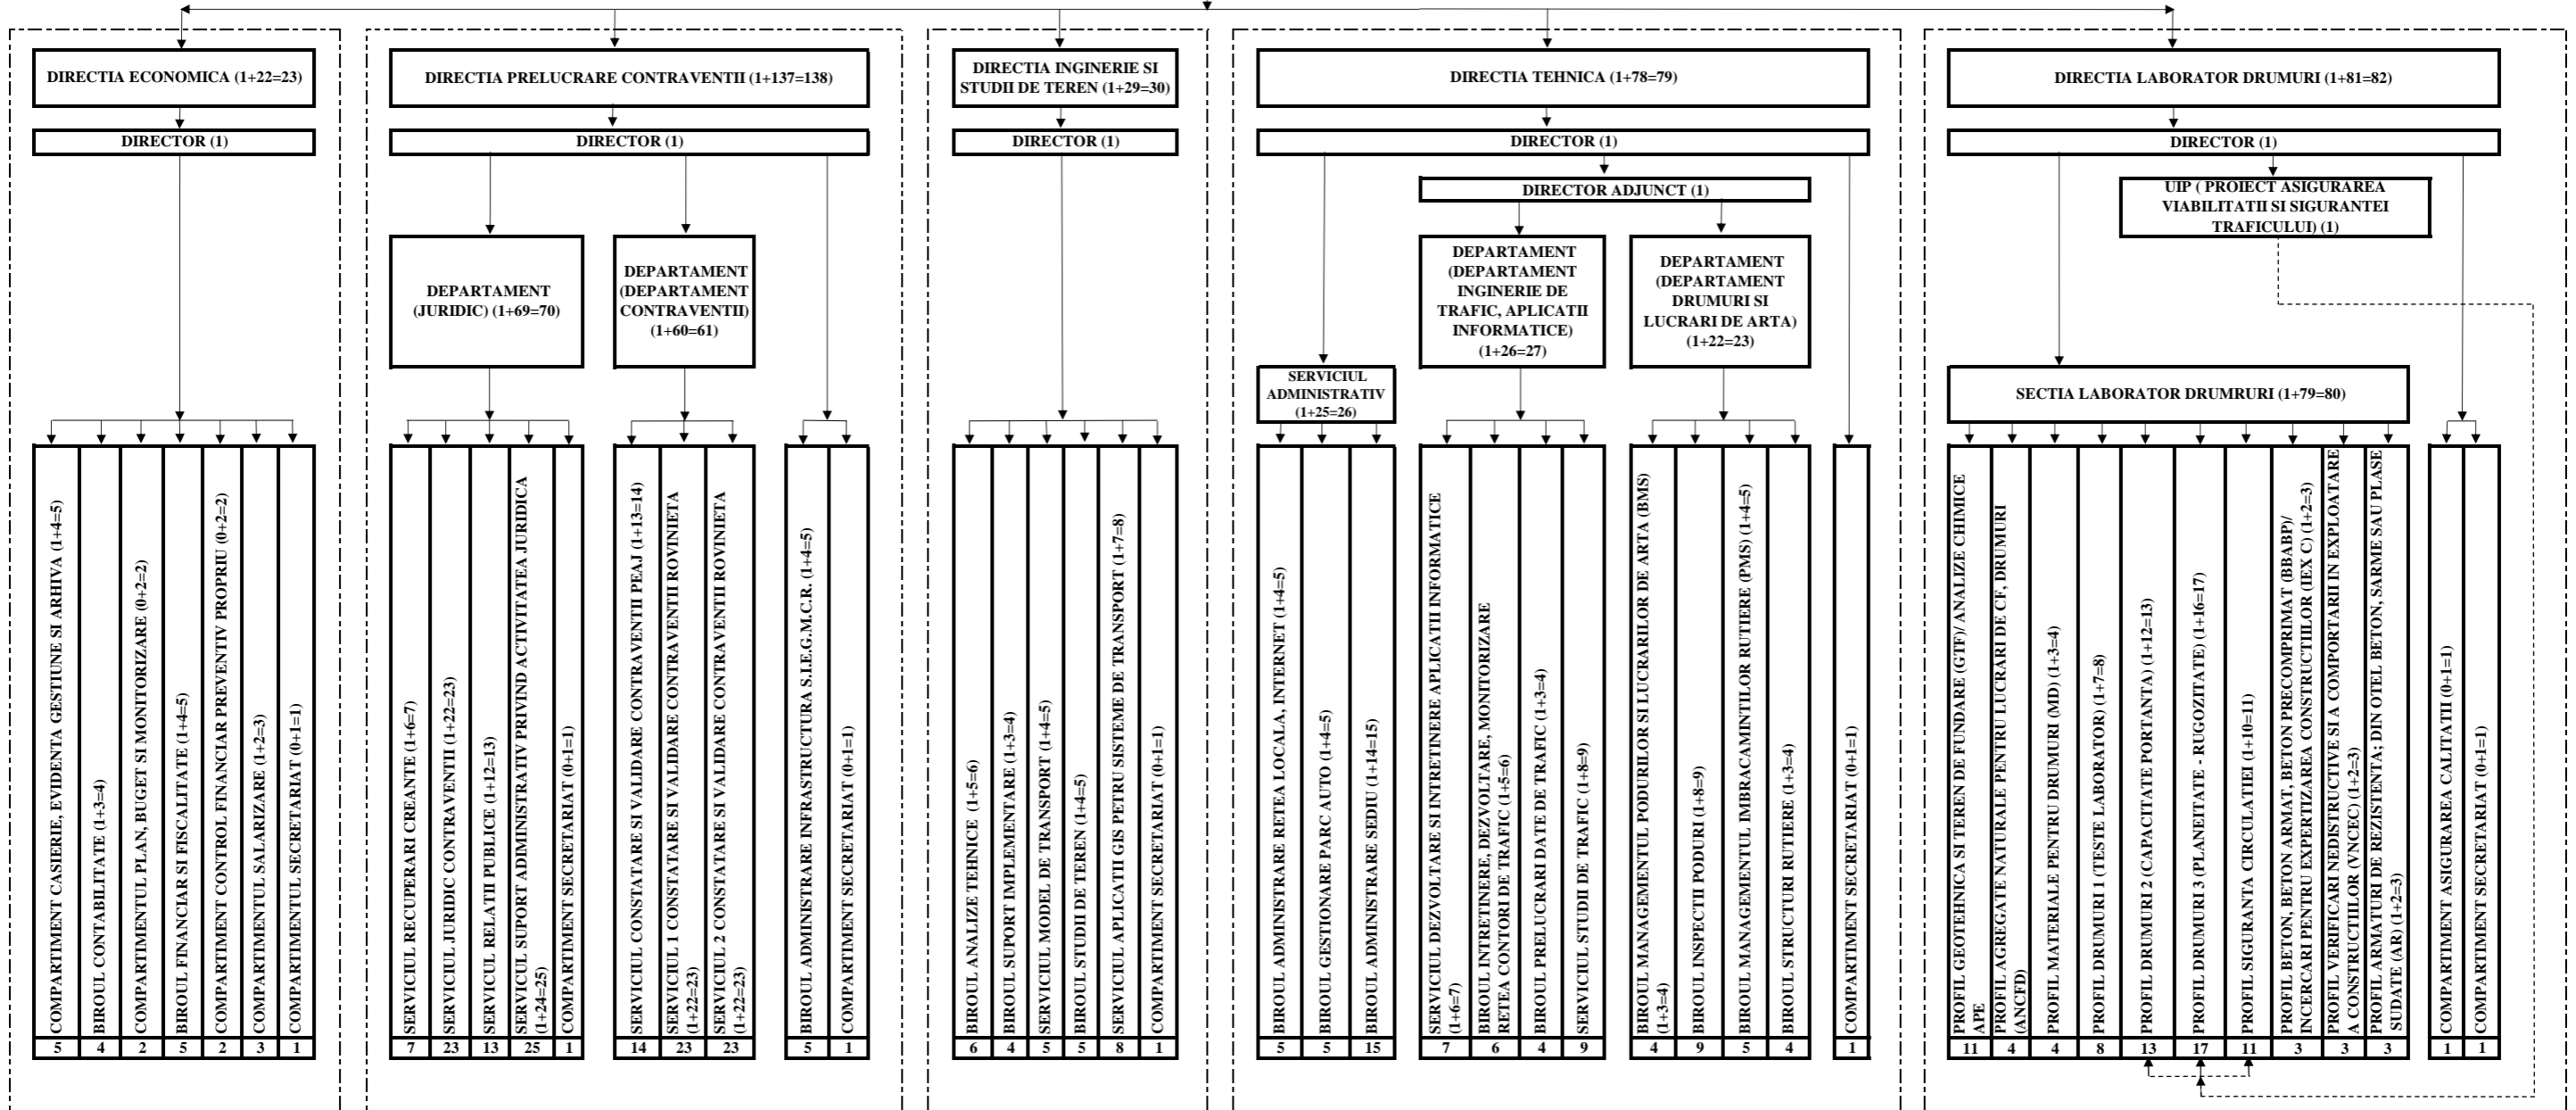 DIRECTIA ECONOMICA (1+22=23)
DIRECTOR (1)
COMPARTIMENT CASIERIE, EVIDENTA GESTIUNE SI ARHIVA (1+4=5)
BIROUL CONTABILITATE (1+3=4)
COMPARTIMENTUL PLAN, BUGET SI MONITORIZARE (0+2=2)
BIROUL FINANCIAR SI FISCALITATE (1+4=5)
COMPARTIMENT CONTROL FINANCIAR PREVENTIV PROPRIU (0+2=2)
COMPARTIMENTUL SALARIZARE (1+2=3)
COMPARTIMENTUL SECRETARIAT (0+1=1)
5 4 2 5 2 3 1
DIRECTIA PRELUCRARE CONTRAVENTII (1+137=138)
DIRECTOR (1)
DEPARTAMENT
(JURIDIC) (1+69=70)
SERVICIUL RECUPERARI CREANTE (1+6=7)
SERVICIUL JURIDIC CONTRAVENTII (1+22=23)
SERVICUL RELATII PUBLICE (1+12=13)
SERVICUL SUPORT ADIMINISTRATIV PRIVIND ACTIVITATEA JURIDICA
(1+24=25)
COMPARTIMENT SECRETARIAT (0+1=1)
7 23 13 25 1
DEPARTAMENT
(DEPARTAMENT
CONTRAVENTII)
(1+60=61)
SERVICIUL CONSTATARE SI VALIDARE CONTRAVENTII PEAJ (1+13=14)
SERVICIUL 1 CONSTATARE SI VALIDARE CONTRAVENTII ROVINIETA
(1+22=23)
SERVICIUL 2 CONSTATARE SI VALIDARE CONTRAVENTII ROVINIETA
(1+22=23)
14 23 23
BIROUL ADMINISTRARE INFRASTRUCTURA S.I.E.G.M.C.R. (1+4=5)
COMPARTIMENT SECRETARIAT (0+1=1)
5 1
DIRECTIA INGINERIE SI
STUDII DE TEREN (1+29=30)
DIRECTOR (1)
BIROUL ANALIZE TEHNICE (1+5=6)
BIROUL SUPORT IMPLEMENTARE (1+3=4)
SERVICIUL MODEL DE TRANSPORT (1+4=5)
BIROUL STUDII DE TEREN (1+4=5)
SERVICIUL APLICATII GIS PETRU SISTEME DE TRANSPORT (1+7=8)
COMPARTIMENT SECRETARIAT (0+1=1)
6 4 5 5 8 1
DIRECTIA TEHNICA (1+78=79)
DIRECTOR (1)
DIRECTOR ADJUNCT (1)
SERVICIUL
ADMINISTRATIV
(1+25=26)
BIROUL ADMINISTRARE RETEA LOCALA, INTERNET (1+4=5)
BIROUL GESTIONARE PARC AUTO (1+4=5)
BIROUL ADMINISTRARE SEDIU (1+14=15)
5 5 15
DEPARTAMENT
(DEPARTAMENT
INGINERIE DE
TRAFIC, APLICATII
INFORMATICE)
(1+26=27)
SERVICIUL DEZVOLTARE SI INTRETINERE APLICATII INFORMATICE
(1+6=7)
BIROUL INTRETINERE, DEZVOLTARE, MONITORIZARE
RETEA CONTORI DE TRAFIC (1+5=6)
BIROUL PRELUCRARI DATE DE TRAFIC (1+3=4)
SERVICIUL STUDII DE TRAFIC (1+8=9)
7 6 4 9
DEPARTAMENT
(DEPARTAMENT
DRUMURI SI
LUCRARI DE ARTA)
(1+22=23)
BIROUL MANAGEMENTUL PODURILOR SI LUCRARILOR DE ARTA (BMS)
(1+3=4)
BIROUL INSPECTII PODURI (1+8=9)
BIROUL MANAGEMENTUL IMBRACAMINTILOR RUTIERE (PMS) (1+4=5)
BIROUL STRUCTURI RUTIERE (1+3=4)
4 9 5 4
COMPARTIMENT SECRETARIAT (0+1=1)
1
DIRECTIA LABORATOR DRUMURI (1+81=82)
DIRECTOR (1)
UIP ( PROIECT ASIGURAREA
VIABILITATII SI SIGURANTEI
TRAFICULUI) (1)
SECTIA LABORATOR DRUMRURI (1+79=80)
PROFIL GEOTEHNICA SI TEREN DE FUNDARE (GTF)/ ANALIZE CHIMICE
APE
PROFIL AGREGATE NATURALE PENTRU LUCRARI DE CF, DRUMURI
(ANCFD)
PROFIL MATERIALE PENTRU DRUMURI (MD) (1+3=4)
PROFIL DRUMURI 1 (TESTE LABORATOR) (1+7=8)
PROFIL DRUMURI 2 (CAPACITATE PORTANTA) (1+12=13)
PROFIL DRUMURI 3 (PLANEITATE - RUGOZITATE) (1+16=17)
PROFIL SIGURANTA CIRCULATIEI (1+10=11)
PROFIL BETON, BETON ARMAT, BETON PRECOMPRIMAT (BBABP)/
INCERCARI PENTRU EXPERTIZAREA CONSTRUCTIILOR (IEX C) (1+2=3)
PROFIL VERIFICARI NEDISTRUCTIVE SI A COMPORTARII IN EXPLOATARE
A CONSTRUCTIILOR (VNCEC) (1+2=3)
PROFIL ARMATURI DE REZISTENTA; DIN OTEL BETON, SARME SAU PLASE
SUDATE (AR) (1+2=3)
11 4 4 8 13 17 11 3 3 3
COMPARTIMENT ASIGURAREA CALITATII (0+1=1)
COMPARTIMENT SECRETARIAT (0+1=1)
1 1